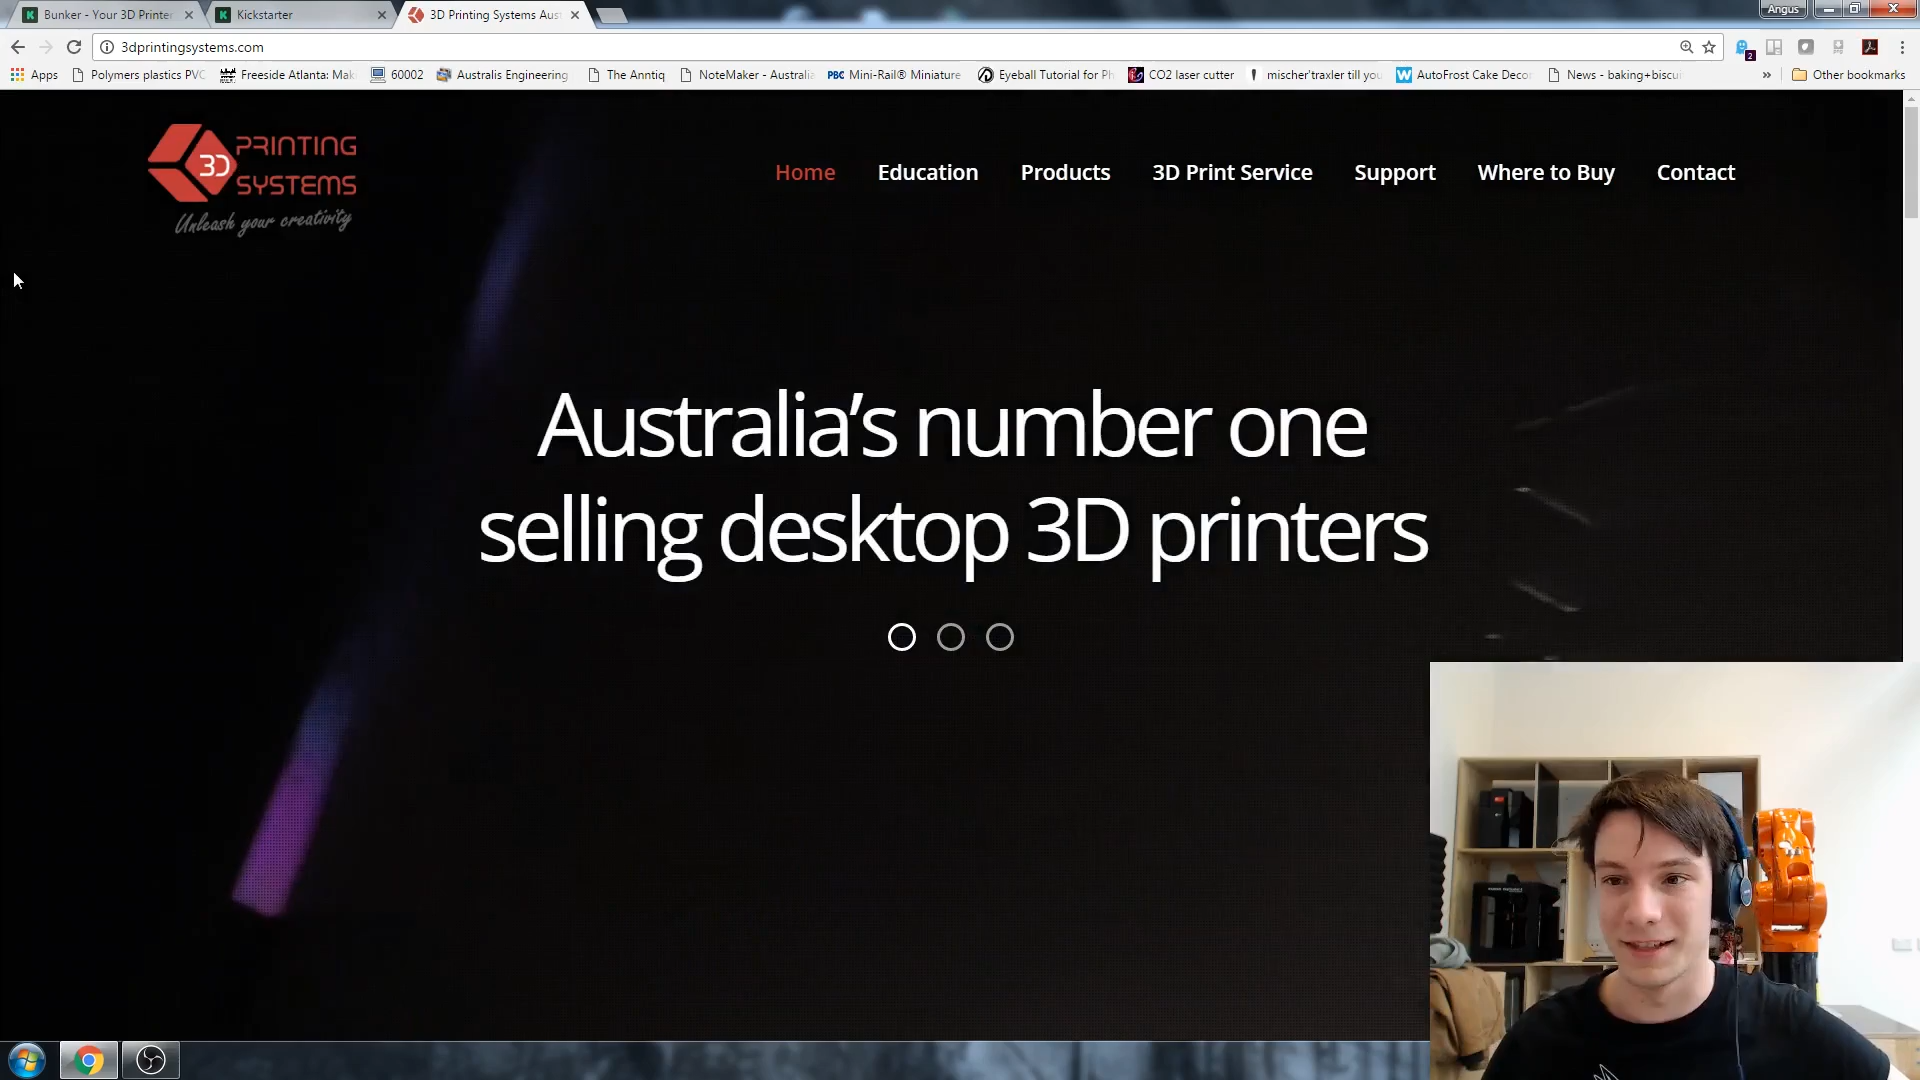 Bunker - Your 3D Printer
Kickstarter
3D Printing Systems Aus
Angus
3dprintingsystems.com
2
Apps
Polymers plastics PVC
Freeside Atlanta: Mak
60002
Australis Engineering
The Anntiq
NoteMaker - Australia
PBC Mini-Rail® Miniature
Eyeball Tutorial for Ph
CO2 laser cutter
mischer'traxler till you
W AutoFrost Cake Decor
News - baking+biscui
» Other bookmarks
3D PRINTING
SYSTEMS
Unleash your creativity
Home
Education
Products
3D Print Service
Support
Where to Buy
Contact
Australia's number one
selling desktop 3D printers